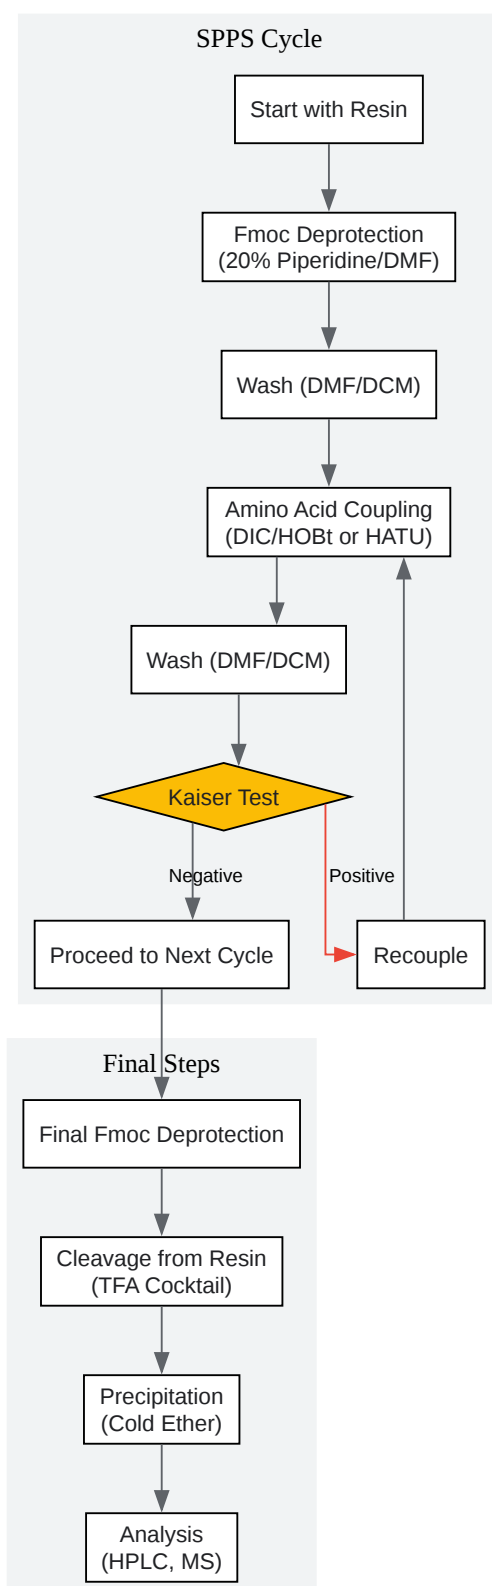 SPPS Cycle
Start with Resin
Fmoc Deprotection
(20% Piperidine/DMF)
Wash (DMF/DCM)
Amino Acid Coupling
(DIC/HOBt or HATU)
Wash (DMF/DCM)
Kaiser Test
Negative
Positive
Proceed to Next Cycle
Recouple
Final Steps
Final Fmoc Deprotection
Cleavage from Resin
(TFA Cocktail)
Precipitation
(Cold Ether)
Analysis
(HPLC, MS)